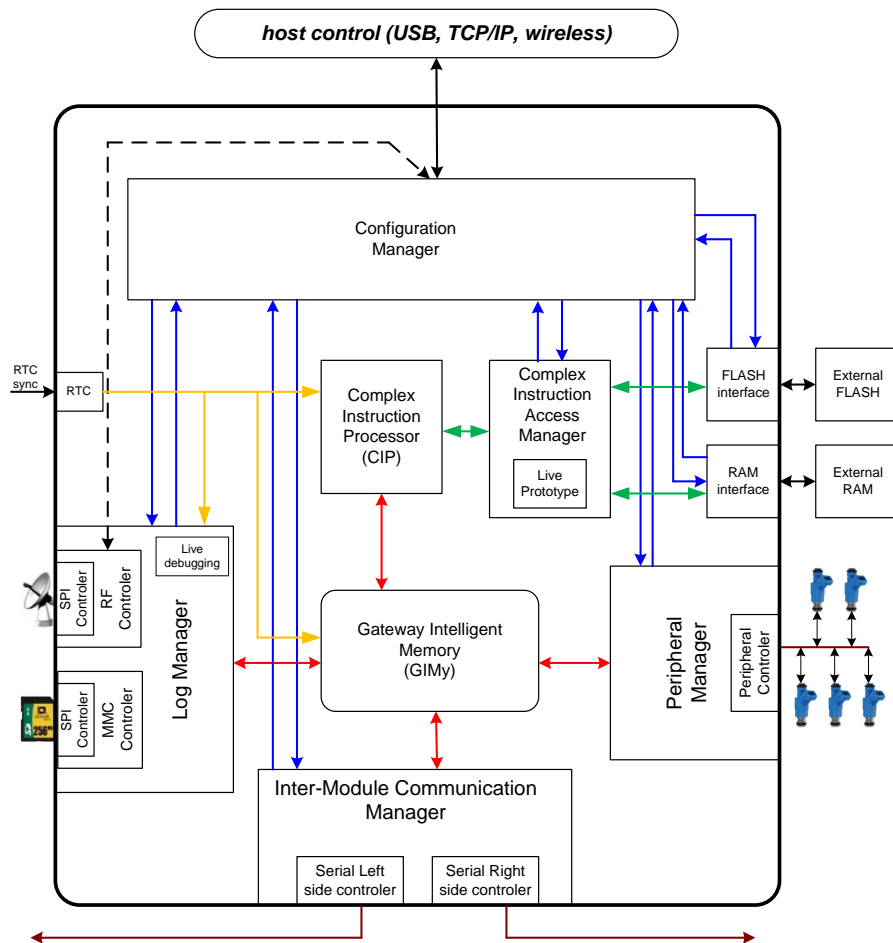 host control (USB, TCP/IP, wireless)
Configuration
Manager
RTC
sync
RTC
Complex
Instruction
Processor
(CIP)
Complex
Instruction
Access
Manager
Live
Prototype
FLASH
interface
External
FLASH
RAM
interface
External
RAM
Live
debugging
SPI
Controler
RF
Controler
Log Manager
SPI
Controler
MMC
Controler
256
Gateway Intelligent
Memory
(GIMy)
Peripheral
Manager
Peripheral
Controler
Inter-Module Communication
Manager
Serial Left
side controler
Serial Right
side controler